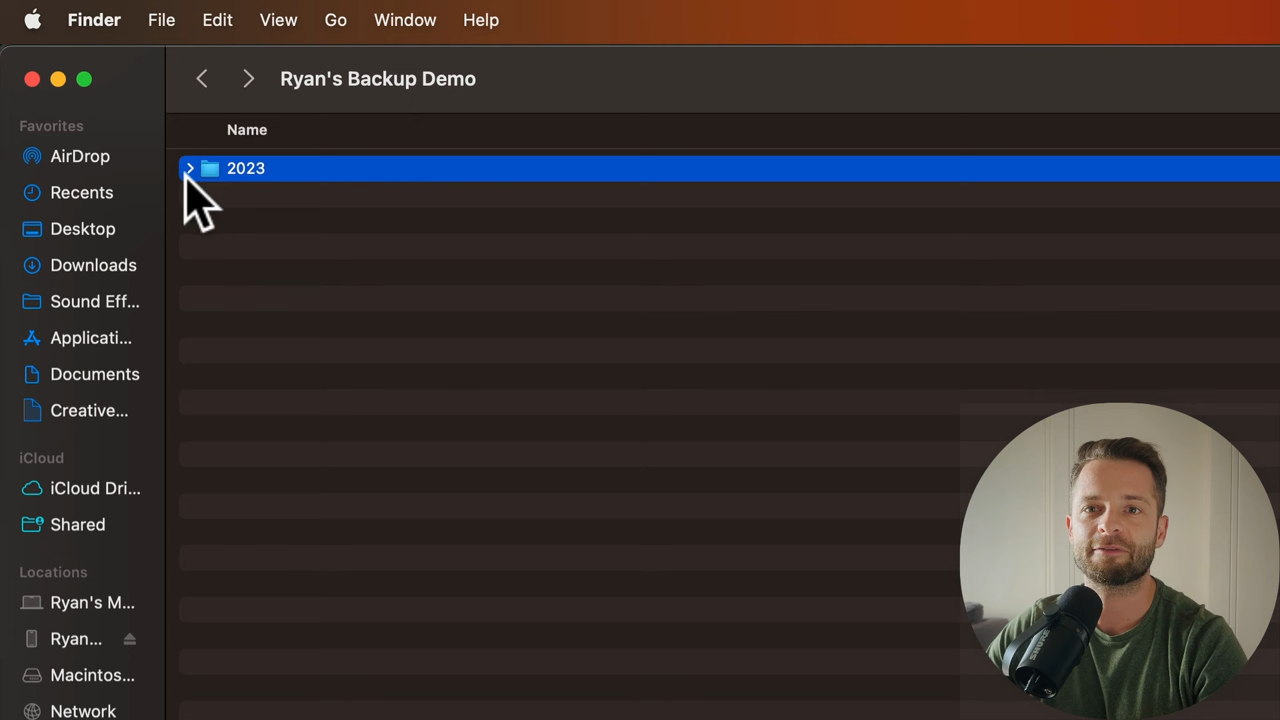 Finder File Edit View Go Window Help
Ryan's Backup Demo
Favorites
AirDrop
Recents
Desktop
Downloads
Sound Eff...
Applicati...
Documents
Creative...
iCloud
iCloud Dri...
Shared
Locations
Ryan's M...
Ryan...
Macintos...
Network
Name
2023
SHURE